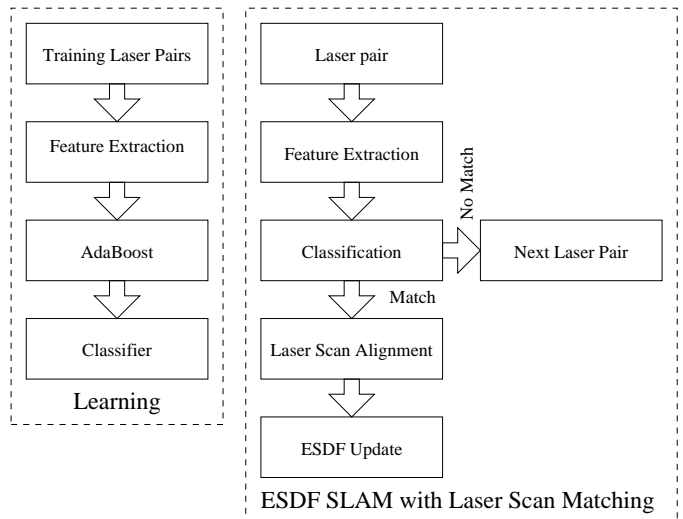 Training Laser Pairs
Feature Extraction
AdaBoost
Classifier
Learning
Laser pair
Feature Extraction
No Match
Classification
Next Laser Pair
Match
Laser Scan Alignment
ESDF Update
ESDF SLAM with Laser Scan Matching